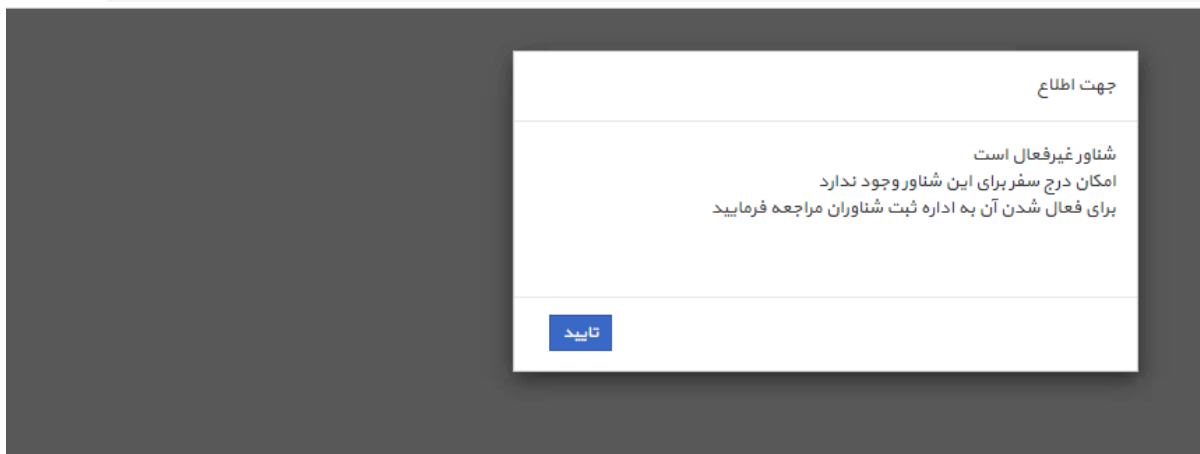 جهت اطلاع
شناور غیرفعال است
امکان درج سفر برای این شناور وجود ندارد
برای فعال شدن آن به اداره ثبت شناوران مراجعه فرمایید
تایید